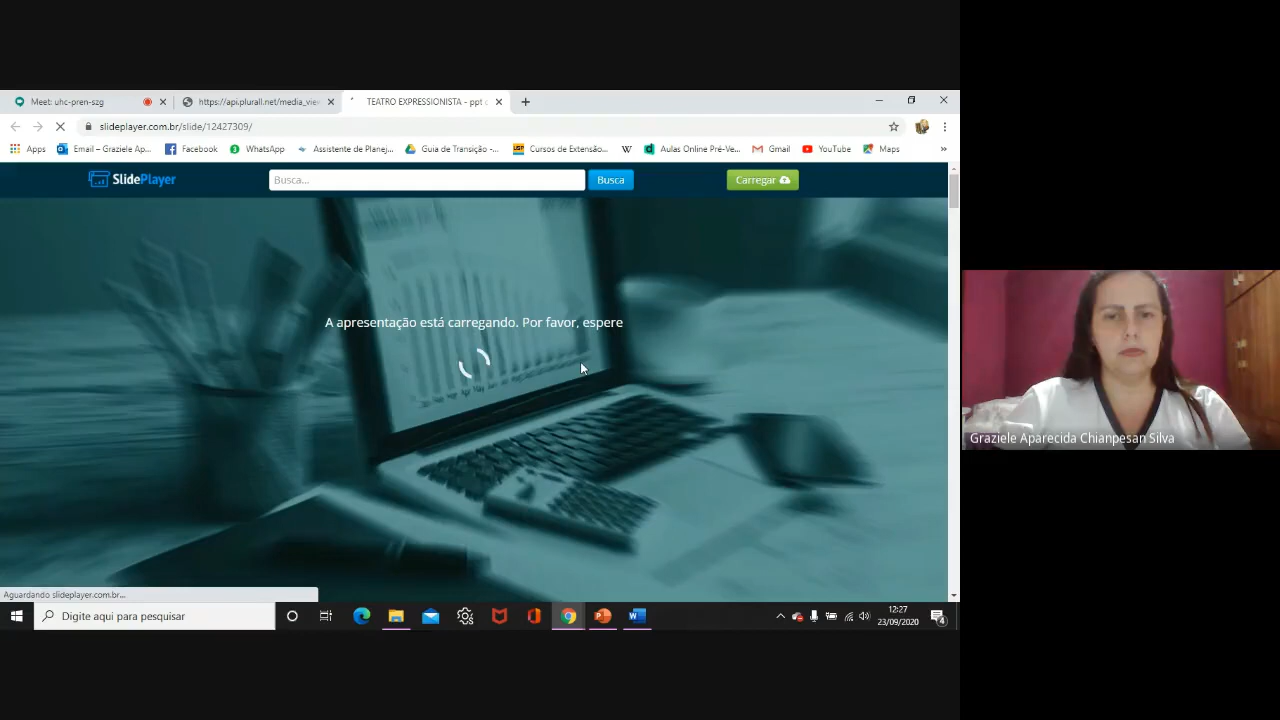 Meet: uhc-pren-szg
https://api.plurall.net/media_view
TEATRO EXPRESSIONISTA - ppt c
slideplayer.com.br/slide/12427309/
Apps
Email – Graziele Ap...
Facebook
WhatsApp
Assistente de Planej...
Guia de Transição -...
USP
Cursos de Extensão...
W
Aulas Online Pré-Ve...
Gmail
YouTube
Maps
»
SlidePlayer
Busca...
Busca
Carregar
A apresentação está carregando. Por favor, espere
Graziele Aparecida Chianpesan Silva
Aguardando slideplayer.com.br...
Digite aqui para pesquisar
12:27
23/09/2020
4